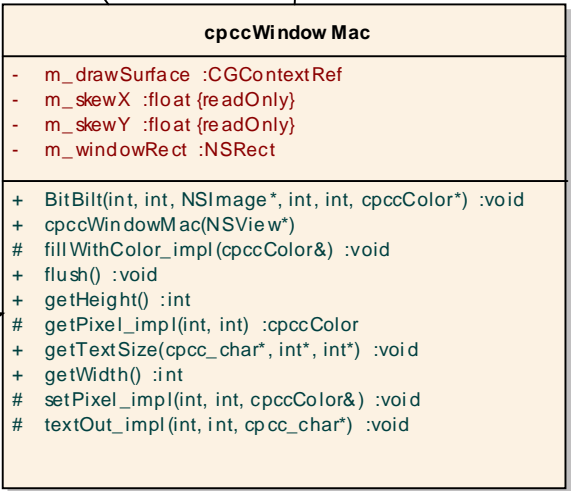 cpccWindowMac
- m_drawSurface :CGContextRef
- m_skewX :float {readOnly}
- m_skewY :float {readOnly}
- m_windowRect :NSRect
+ BitBilt(int, int, NSImage*, int, int, cpccColor*) :void
+ cpccWindowMac(NSView*)
# fillWithColor_impl(cpccColor&) :void
+ flush() :void
+ getHeight() :int
# getPixel_impl(int, int) :cpccColor
+ getTextSize(cpcc_char*, int*, int*) :void
+ getWidth() :int
# setPixel_impl(int, int, cpccColor&) :void
# textOut_impl(int, int, cpcc_char*) :void